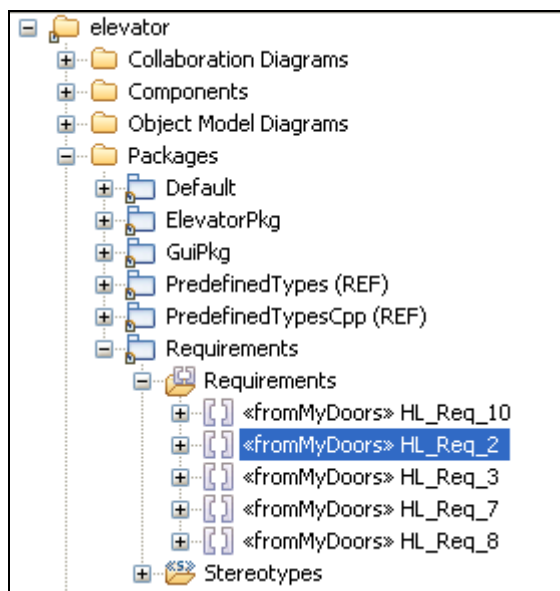 elevator
Collaboration Diagrams
Components
Object Model Diagrams
Packages
Default
ElevatorPkg
GuiPkg
PredefinedTypes (REF)
PredefinedTypesCpp (REF)
Requirements
Requirements
«fromMyDoors» HL_Req_10
«fromMyDoors» HL_Req_2
«fromMyDoors» HL_Req_3
«fromMyDoors» HL_Req_7
«fromMyDoors» HL_Req_8
«S» Stereotypes